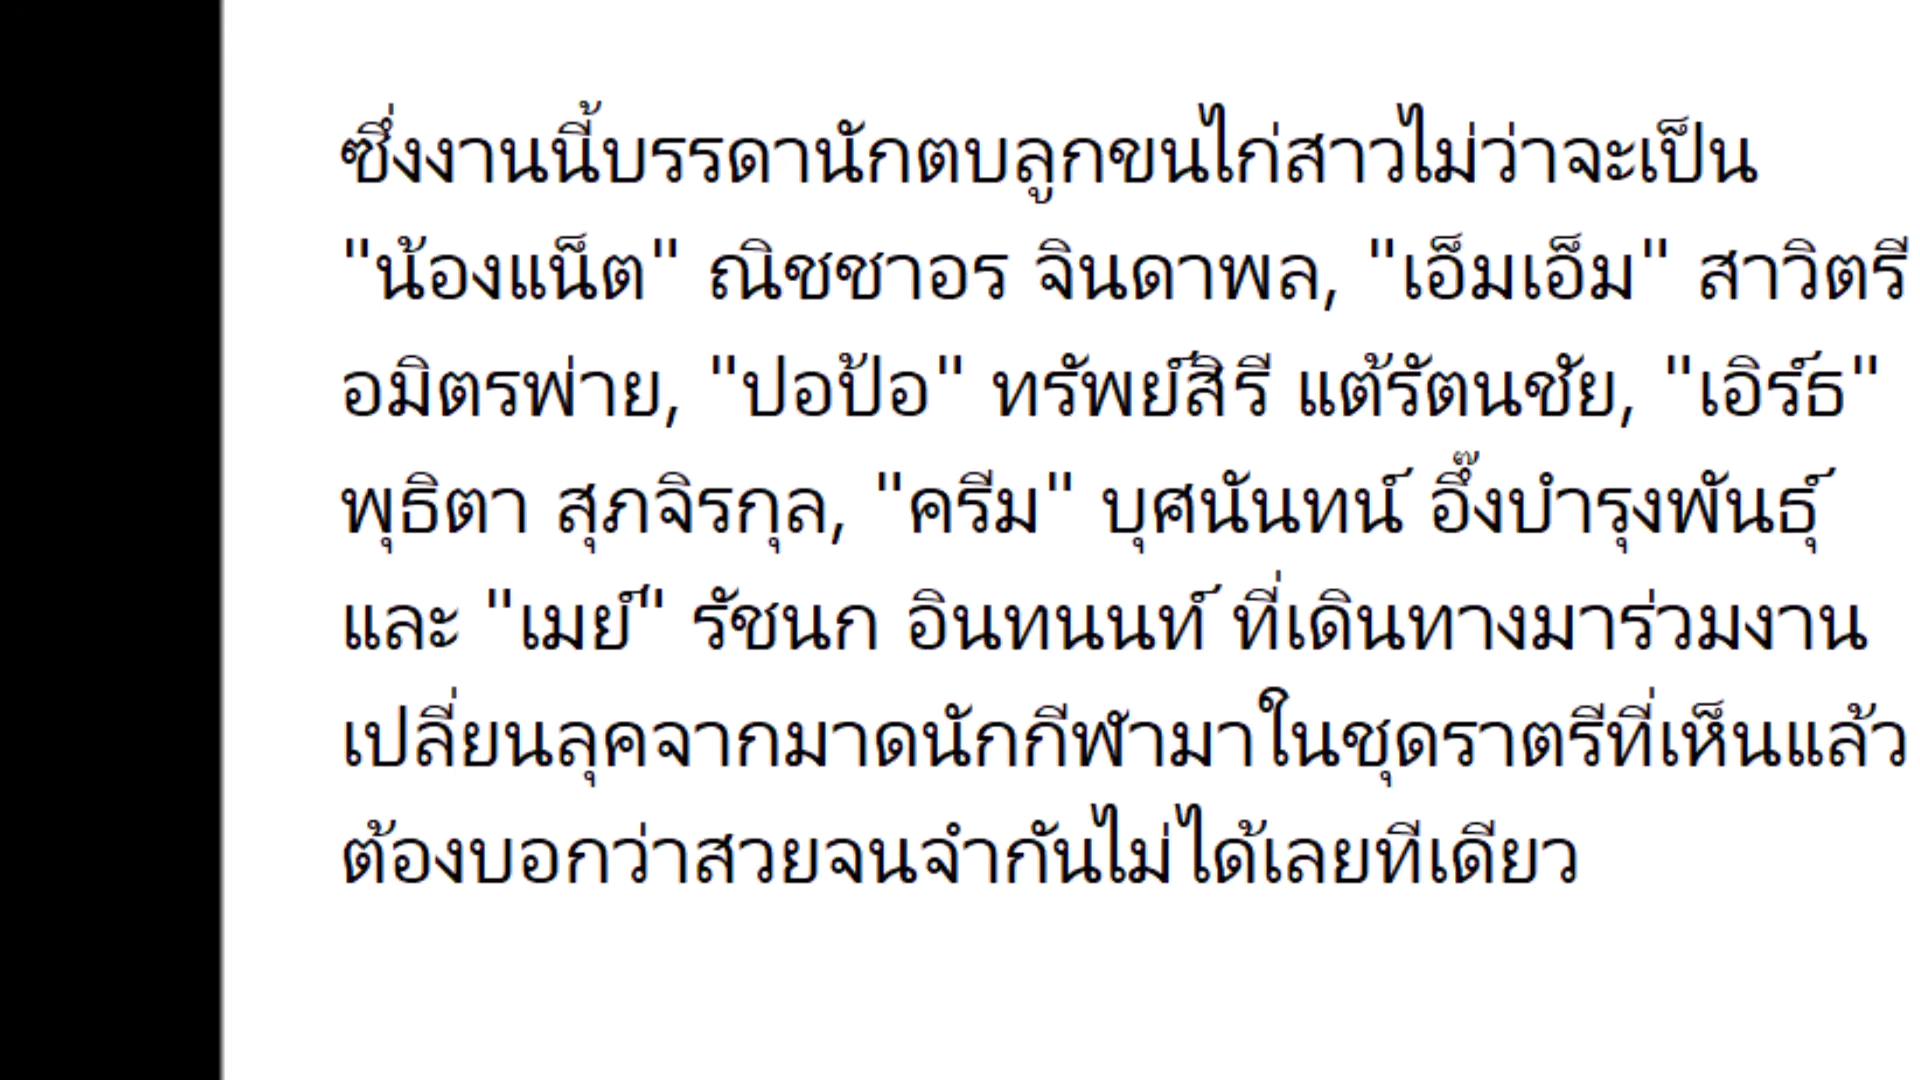 ซึ่งงานนี้บรรดานักตบลูกขนไก่สาวไม่ว่าจะเป็น
"น้องแน็ต" ณิชชาอร จินดาพล, "เอ็มเอ็ม" สาวิตรี
อมิตรพ่าย, "ปอป้อ" ทรัพย์สิรี แต้รัตนชัย, "เอิร์ธ"
พุธิตา สุภจิรกุล, "ครีม" บุศนันทน์ อึ๊งบำรุงพันธุ์
และ "เมย์" รัชนก อินทนนท์ ที่เดินทางมาร่วมงาน
เปลี่ยนลุคจากมาดนักกีฬามาในชุดราตรีที่เห็นแล้ว
ต้องบอกว่าสวยจนจำกันไม่ได้เลยทีเดียว